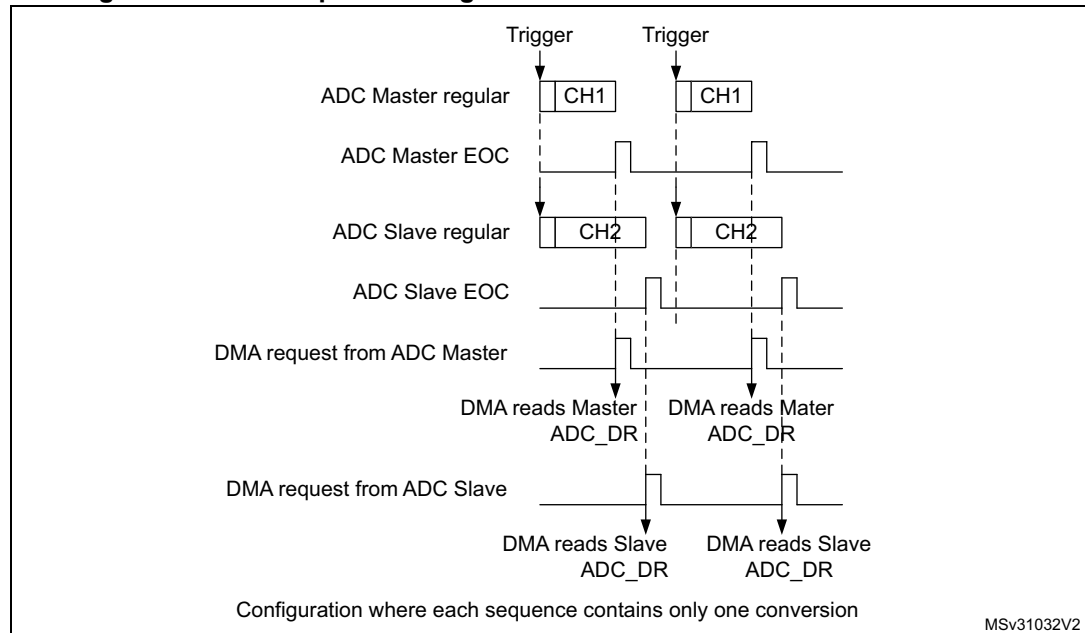 Trigger Trigger
ADC Master regular CH1 CH1
ADC Master EOC
ADC Slave regular CH2 CH2
ADC Slave EOC
DMA request from ADC Master
DMA reads Master DMA reads Mater
ADC_DR ADC_DR
DMA request from ADC Slave
DMA reads Slave DMA reads Slave
ADC_DR ADC_DR
Configuration where each sequence contains only one conversion
MSv31032V2